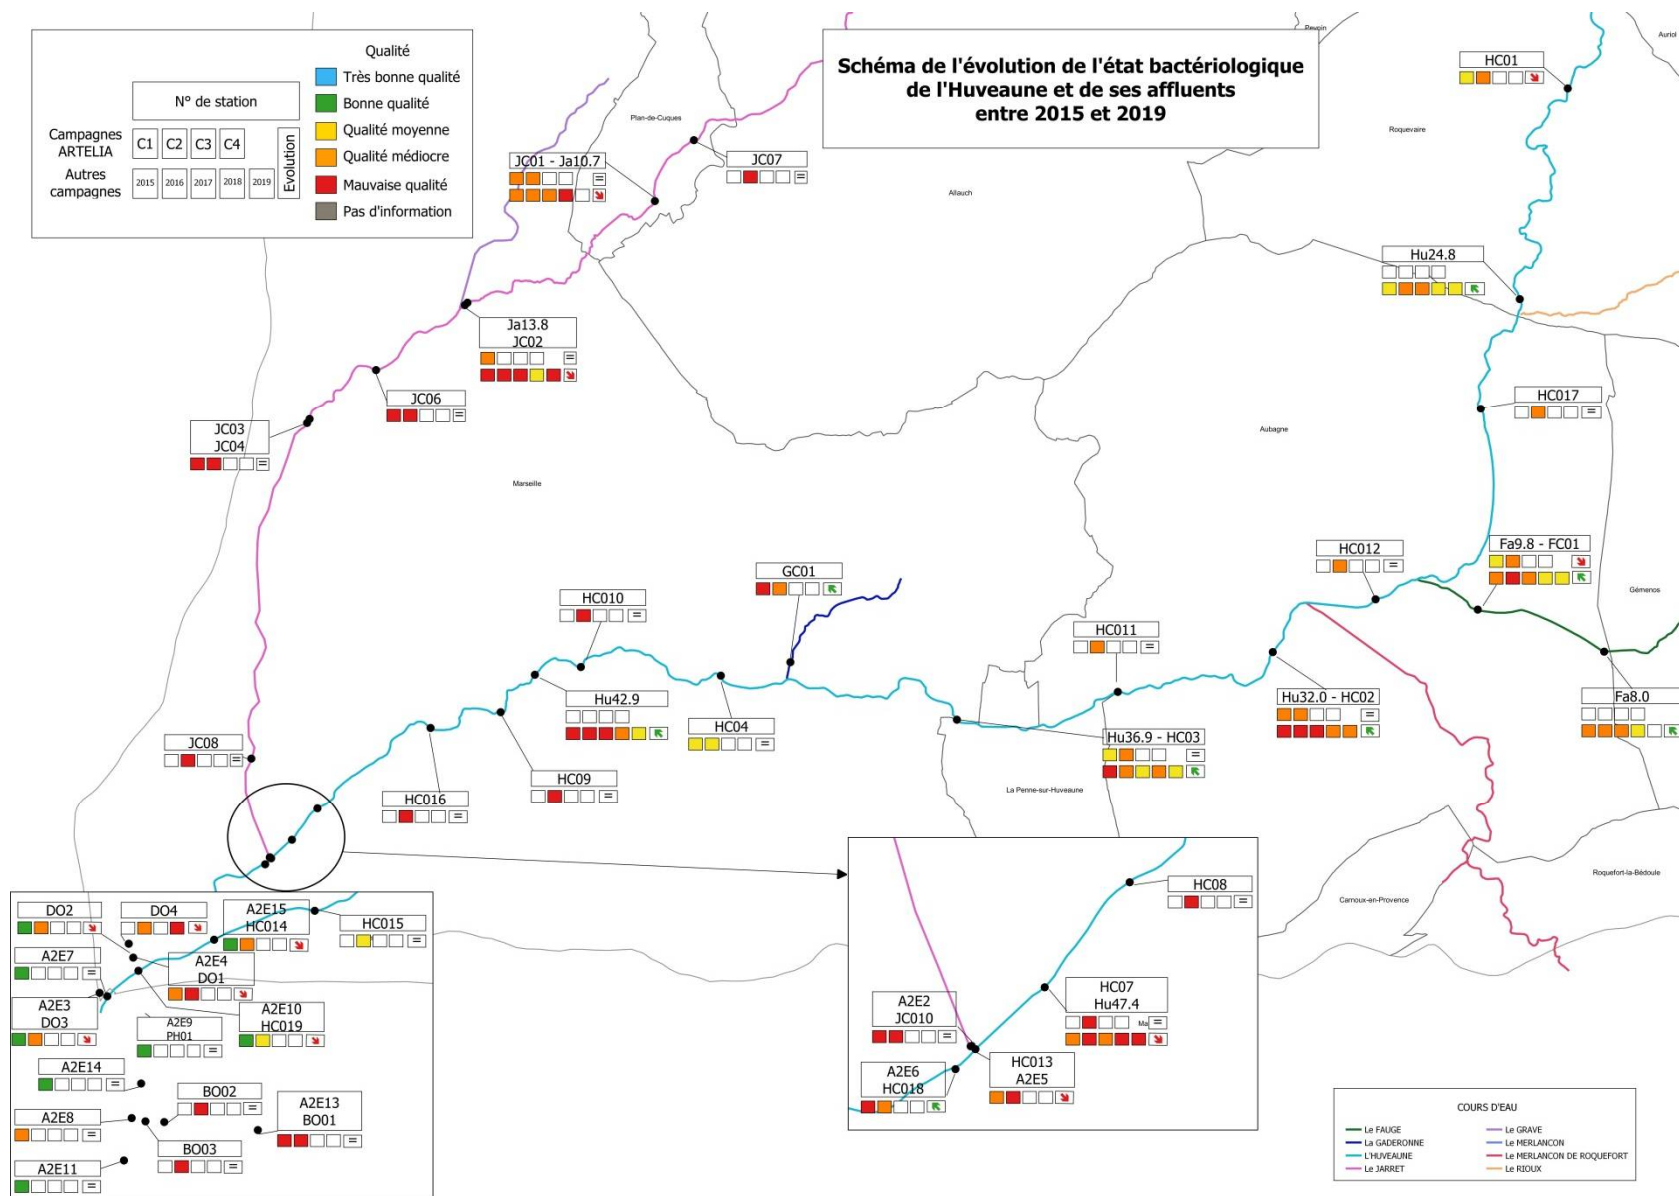 Schéma de l'évolution de l'état bactériologique
de l'Huveaune et de ses affluents
entre 2015 et 2019
Qualité
Très bonne qualité
Bonne qualité
Qualité moyenne
Qualité médiocre
Mauvaise qualité
Pas d'information
N° de station
Campagnes
ARTELIA
C1 C2 C3 C4
Autres
campagnes
2015 2016 2017 2018 2019
Evolution
Peypin
Auriol
HC01
=
Plan-de-Cuques
Roquevaire
JC01 - Ja10.7
=
JC07
=
Allauch
Hu24.8
Ja13.8
JC02
=
JC06
=
HC017
=
JC03
JC04
=
Aubagne
Marseille
HC012
=
Fa9.8 - FC01
GC01
Gémenos
HC010
=
HC011
=
Hu42.9
HC04
=
Hu32.0 - HC02
=
Fa8.0
JC08
=
Hu36.9 - HC03
=
HC09
=
HC016
=
La Penne-sur-Huveaune
Roquefort-la-Bédoule
Carnoux-en-Provence
DO2
DO4
A2E15
HC014
HC015
=
A2E7
=
A2E4
DO1
A2E3
DO3
A2E9
PH01
=
A2E10
HC019
A2E14
=
BO02
=
A2E13
BO01
=
A2E8
=
BO03
=
A2E11
=
HC08
=
HC07
Hu47.4
Ma
=
A2E2
JC010
=
HC013
A2E5
A2E6
HC018
COURS D'EAU
Le FAUGE
La GADERONNE
L'HUVEAUNE
Le JARRET
Le GRAVE
Le MERLANCON
Le MERLANCON DE ROQUEFORT
Le RIOUX